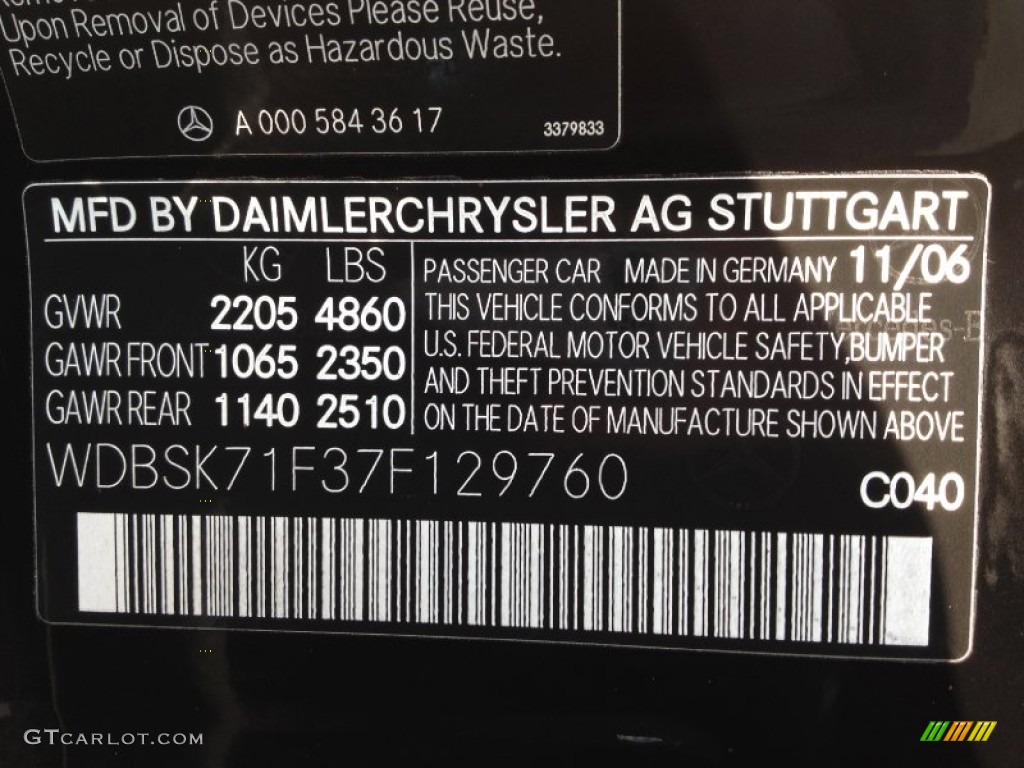 Upon Removal of Devices Please Reuse,
Recycle or Dispose as Hazardous Waste.
A 000 584 36 17
3379833
MFD BY DAIMLERCHRYSLER AG STUTTGART
KG LBS
GVWR 2205 4860
GAWR FRONT 1065 2350
GAWR REAR 1140 2510
PASSENGER CAR MADE IN GERMANY 11/06
THIS VEHICLE CONFORMS TO ALL APPLICABLE
U.S. FEDERAL MOTOR VEHICLE SAFETY, BUMPER
AND THEFT PREVENTION STANDARDS IN EFFECT
ON THE DATE OF MANUFACTURE SHOWN ABOVE
WDBSK71F37F129760
C040
GTCARLOT.COM